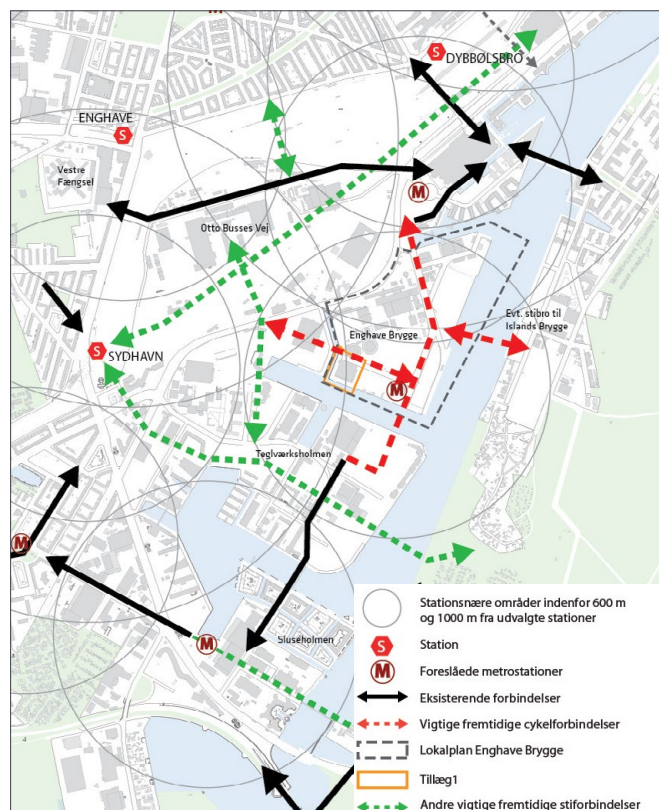 S
DYBBØLSBRO
ENGHAVE
S
Vestre
Fængsel
M
Otto Busses Vej
Evt. stibro til
Islands Brygge
Enghave Brygge
S
SYDHAVN
M
Teglværksholmen
M
Sluseholmen
M
Stationsnære områder indenfor 600 m
og 1000 m fra udvalgte stationer
S
Station
M
Foreslåede metrostationer
Eksisterende forbindelser
Vigtige fremtidige cykelforbindelser
Lokalplan Enghave Brygge
Tillæg1
Andre vigtige fremtidige stiforbindelser